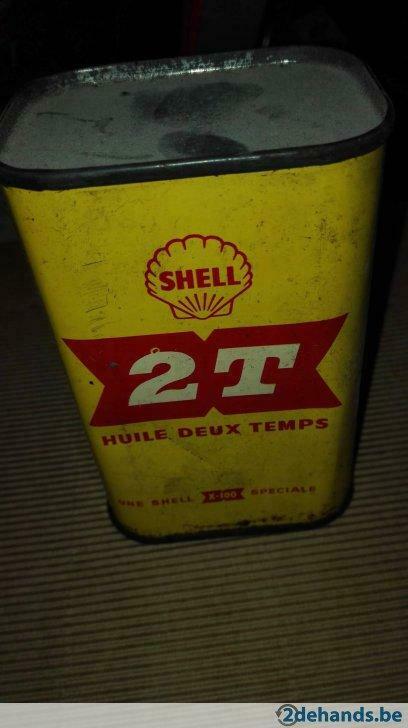 SHELL
2T
HUILE DEUX TEMPS
UNE SHELL X-100 SPECIALE
2dehands.be